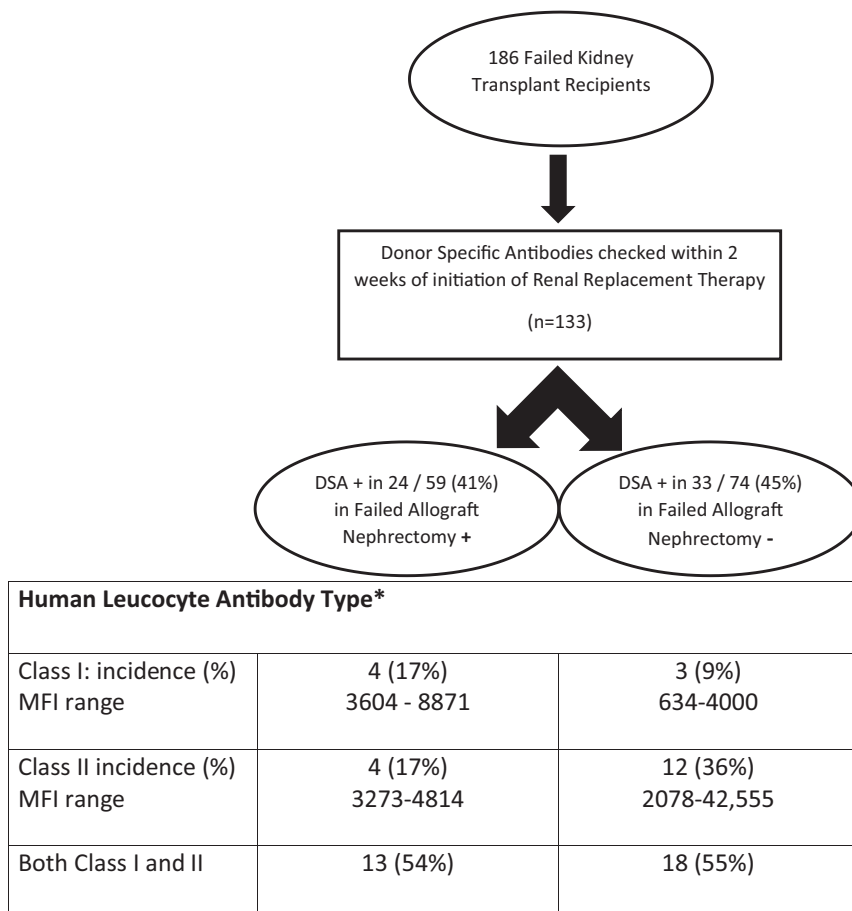 186 Failed Kidney
Transplant Recipients
Donor Specific Antibodies checked within 2
weeks of initiation of Renal Replacement Therapy
(n=133)
DSA + in 24 / 59 (41%)
in Failed Allograft
Nephrectomy +
DSA + in 33 / 74 (45%)
in Failed Allograft
Nephrectomy -
Human Leucocyte Antibody Type*
Class I: incidence (%) 4 (17%) 3 (9%)
MFI range 3604 - 8871 634-4000
Class II incidence (%) 4 (17%) 12 (36%)
MFI range 3273-4814 2078-42,555
Both Class I and II 13 (54%) 18 (55%)